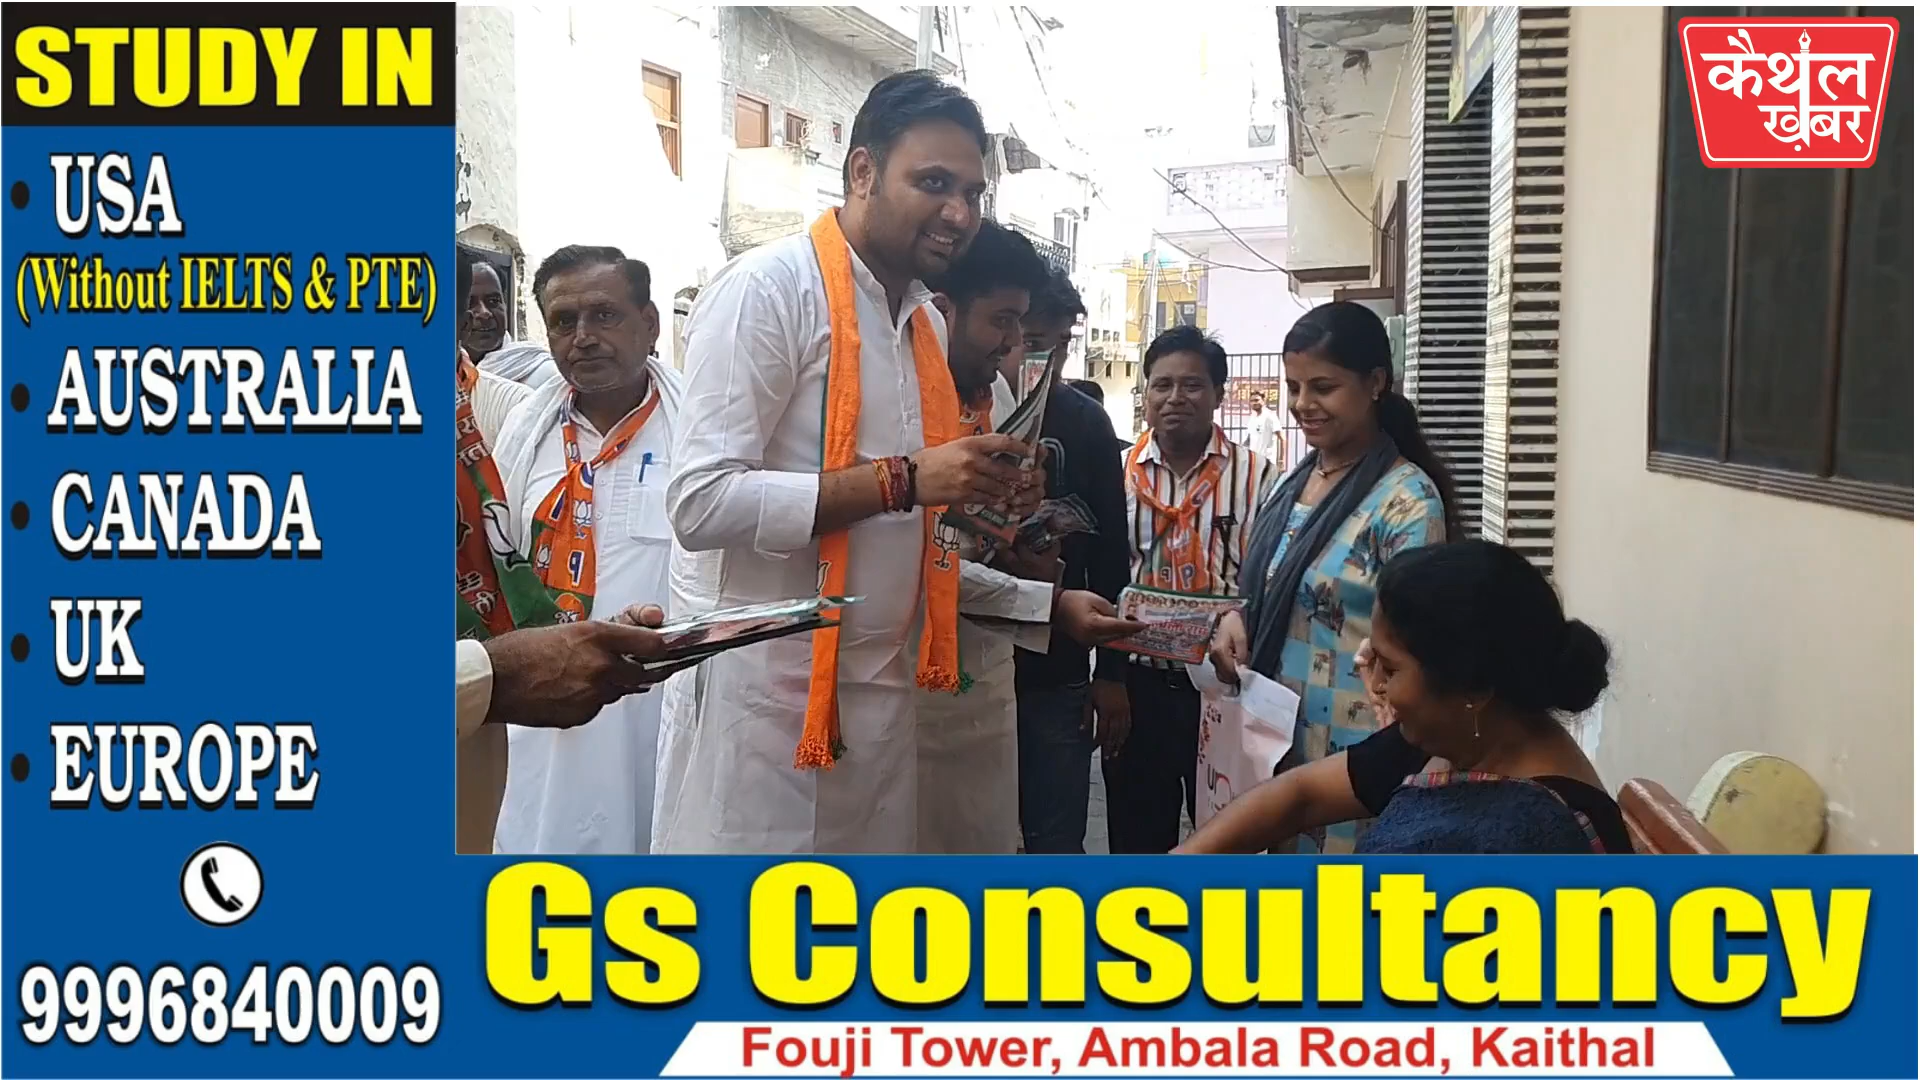 STUDY IN
• USA
(Without IELTS & PTE)
• AUSTRALIA
• CANADA
• UK
• EUROPE
9996840009
कैथल
ख़बर
Gs Consultancy
Fouji Tower, Ambala Road, Kaithal